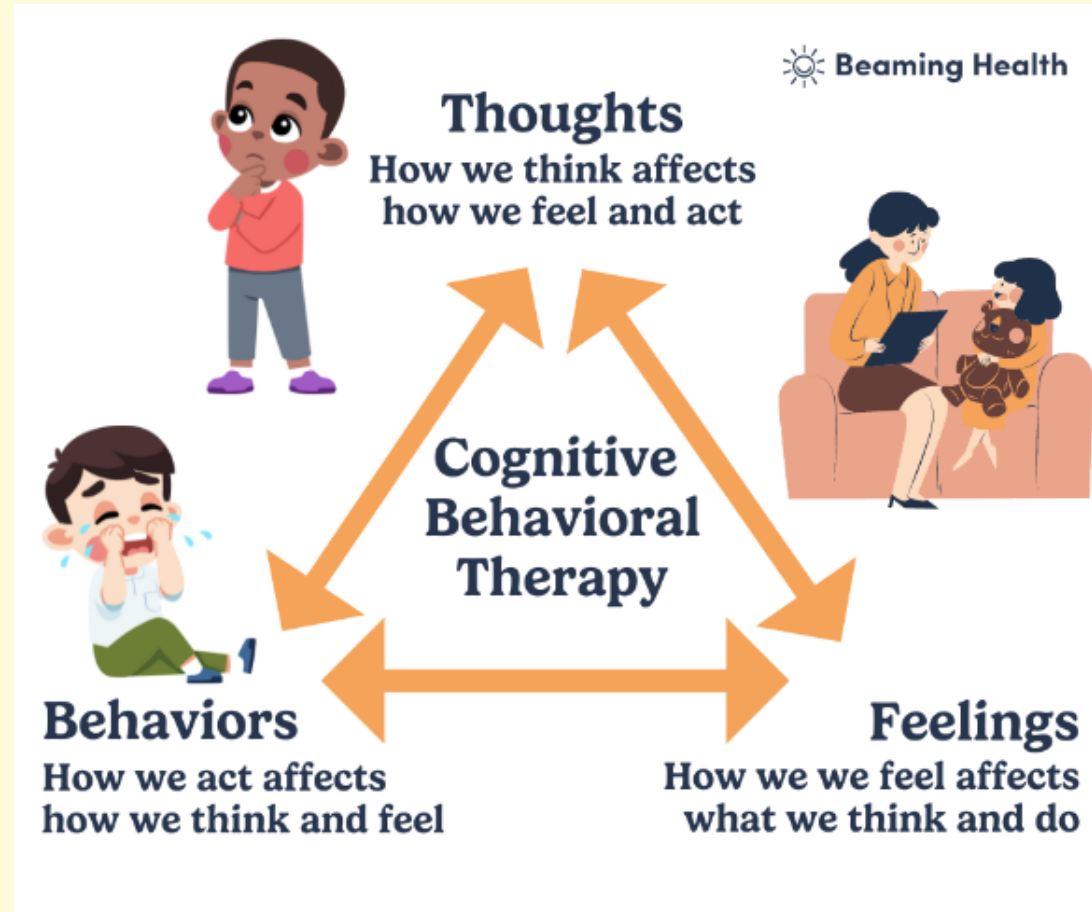 Beaming Health
Thoughts
How we think affects
how we feel and act
Cognitive
Behavioral
Therapy
Behaviors
How we act affects
how we think and feel
Feelings
How we we feel affects
what we think and do